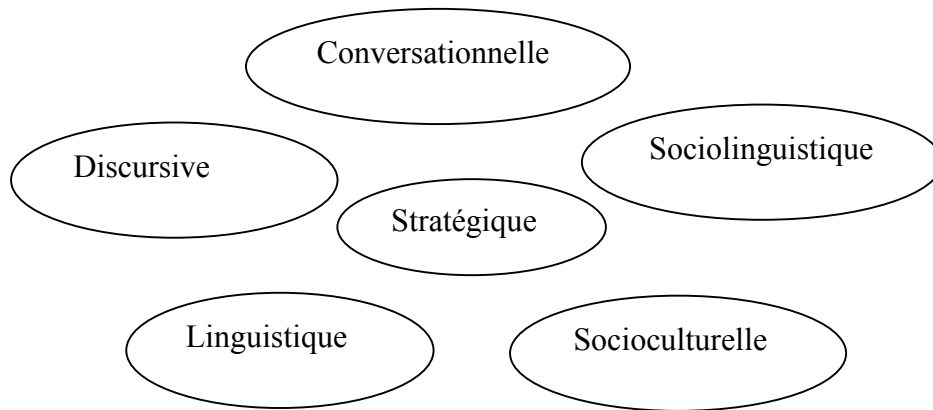 Conversationnelle
Sociolinguistique
Discursive
Stratégique
Linguistique
Socioculturelle